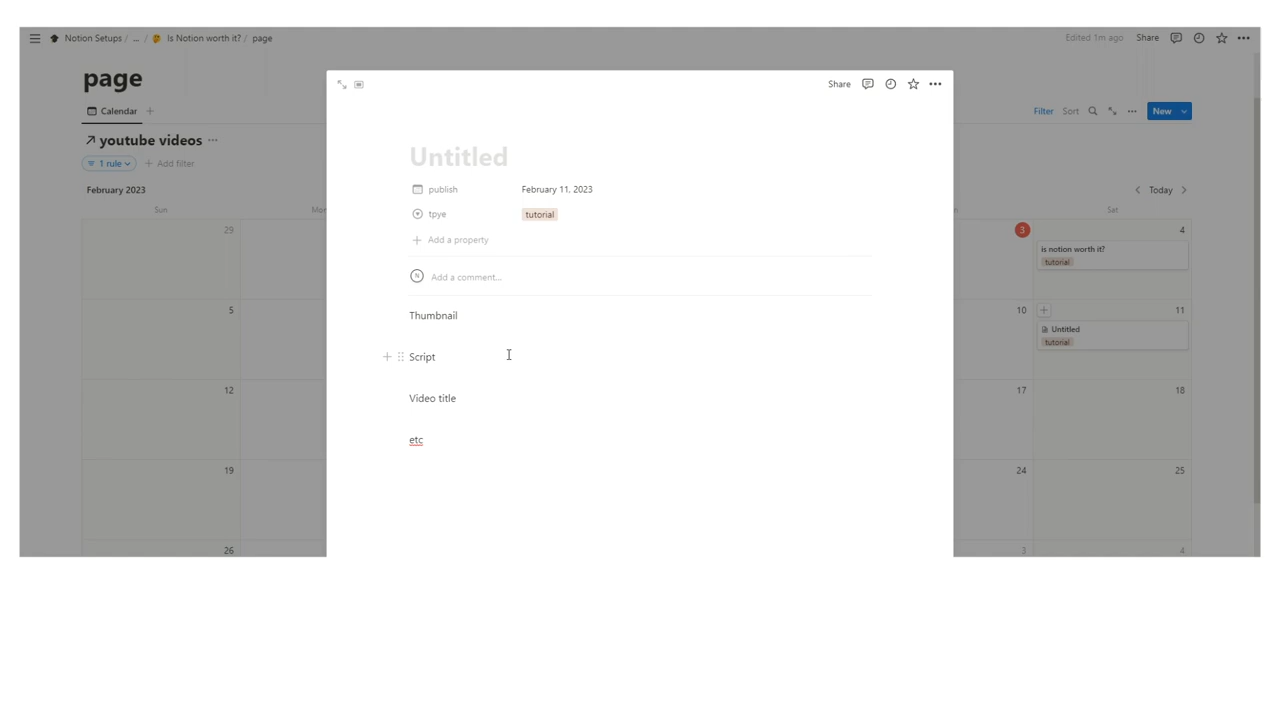 Notion Setups / ... / Is Notion worth it? / page
Edited 1m ago Share
page
Calendar
Filter Sort New
youtube videos ...
1 rule Add filter
February 2023
Today
Sun Mon Sat
29 3 4
is notion worth it?
tutorial
5 10 11
Untitled
tutorial
12 17 18
19 24 25
26 3 4
Share
Untitled
publish February 11, 2023
tpye tutorial
Add a property
N Add a comment...
Thumbnail
Script
Video title
etc